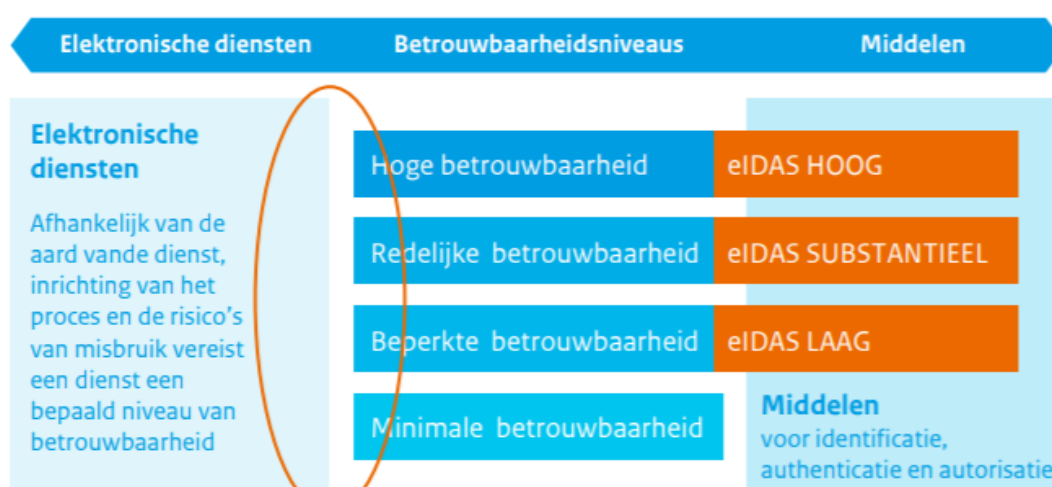 Elektronische diensten
Betrouwbaarheidsniveaus
Middelen
Elektronische
diensten
Afhankelijk van de
aard vande dienst,
inrichting van het
proces en de risico's
van misbruik vereist
een dienst een
bepaald niveau van
betrouwbaarheid
Hoge betrouwbaarheid
eIDAS HOOG
Redelijke betrouwbaarheid
eIDAS SUBSTANTIEEL
Beperkte betrouwbaarheid
eIDAS LAAG
Minimale betrouwbaarheid
Middelen
voor identificatie,
authenticatie en autorisatie